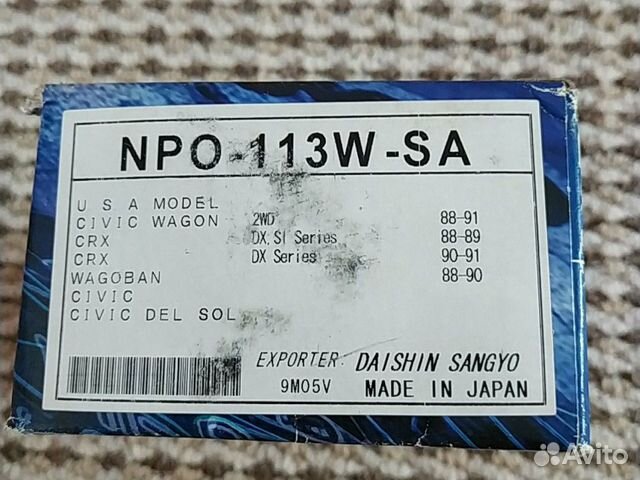 NPO-113W-SA
U S A MODEL
CIVIC WAGON 2WD 88-91
CRX DX.SI Series 88-89
CRX DX Series 90-91
WAGOBAN 88-90
CIVIC
CIVIC DEL SOL
EXPORTER DAISHIN SANGYO
9M05V MADE IN JAPAN
Avito